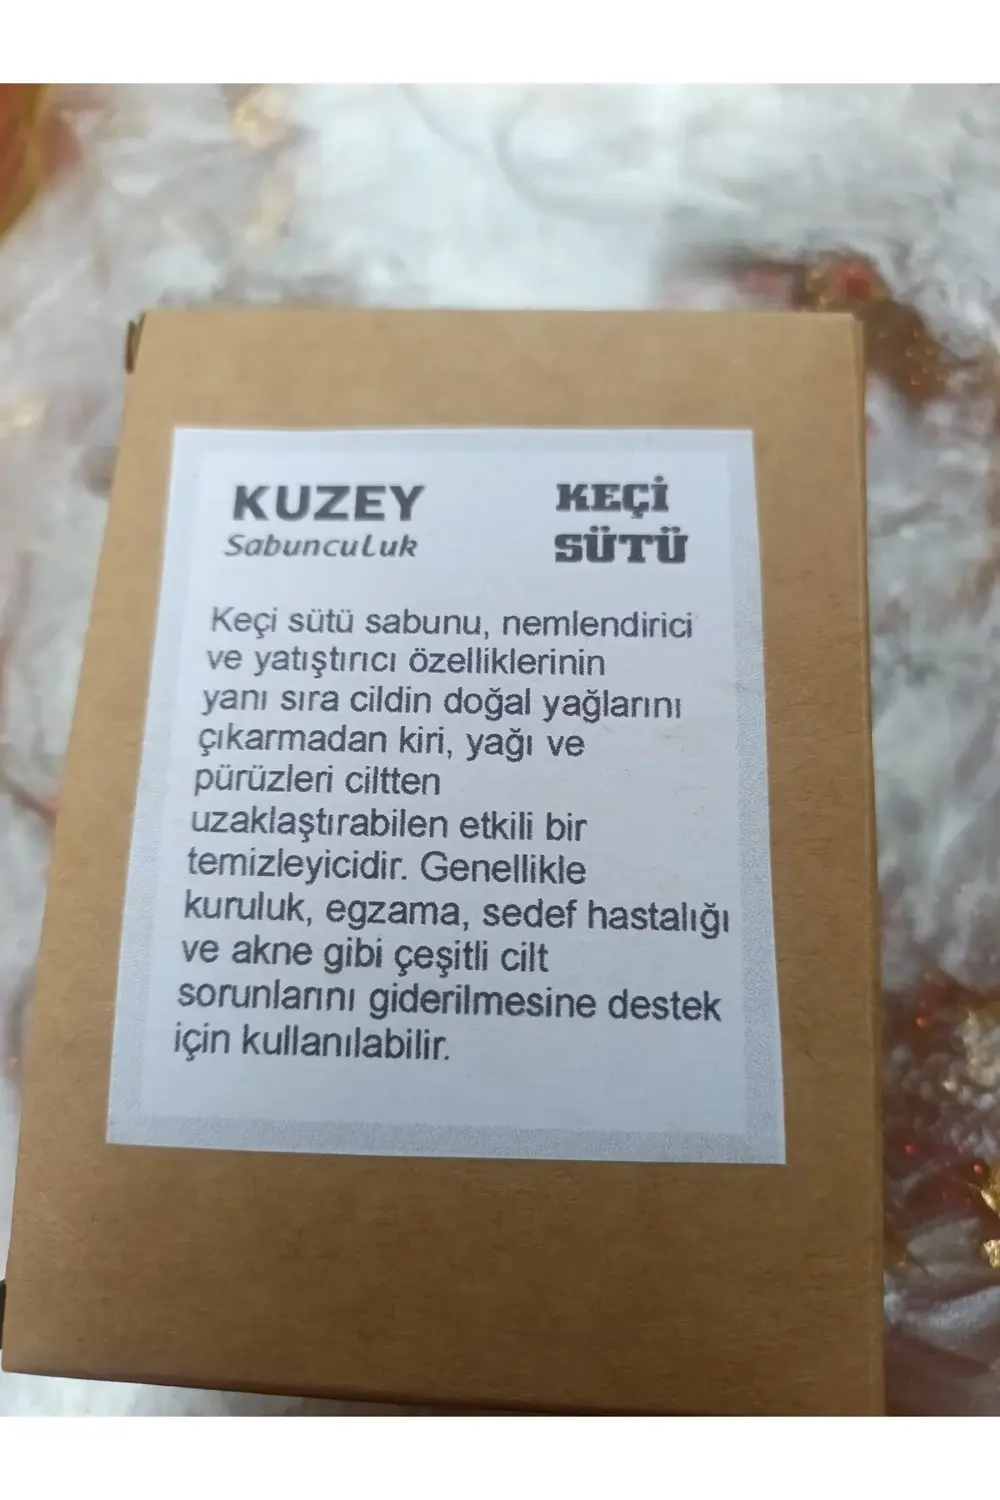 KUZEY
Sabunculuk
KEÇİ
SÜTÜ
Keçi sütü sabunu, nemlendirici
ve yatıştırıcı özelliklerinin
yanı sıra cildin doğal yağlarını
çıkarmadan kiri, yağı ve
pürüzleri ciltten
uzaklaştırabilen etkili bir
temizleyicidir. Genellikle
kuruluk, egzama, sedef hastalığı
ve akne gibi çeşitli cilt
sorunlarını giderilmesine destek
için kullanılabilir.